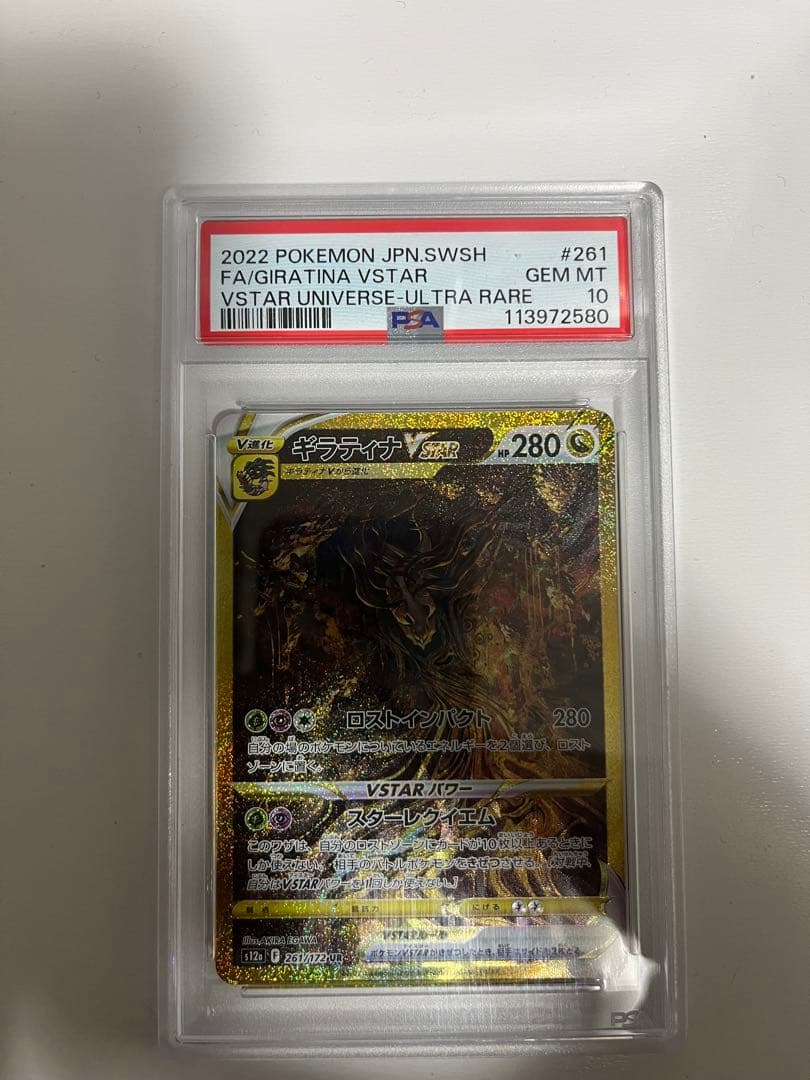 2022 POKEMON JPN.SWSH #261
FA/GIRATINA VSTAR GEM MT
VSTAR UNIVERSE-ULTRA RARE 10
PSA 113972580
V進化 ギラティナVSTAR HP 280
ギラティナVから進化
ロストインパクト 280
自分の場のポケモンについているエネルギーを2個選び、ロスト
ゾーンに置く。
VSTARパワー
スターレクイエム
このワザは、自分のロストゾーンにカードが10枚以上あるときに
しか使えない。相手のバトルポケモンをきぜつさせる。[対戦中、
自分はVSTARパワーを1回しか使えない。]
弱点 抵抗力 にげる
Illus. AKIRA EGAWA VSTARルール
s12a F 261/172 UR
PSA